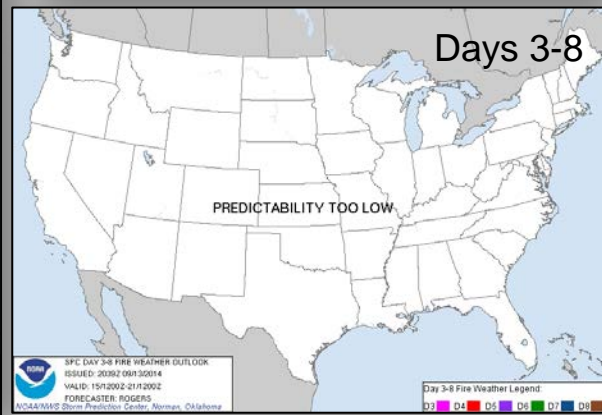 Days 3-8
PREDICTABILITY TOO LOW
NOAA
SPC DAY 3-8 FIRE WEATHER OUTLOOK
ISSUED: 2039Z 09/13/2014
VALID: 15/1200Z-21/1200Z
FORECASTER: ROGERS
NOAA/NWS Storm Prediction Center, Norman, Oklahoma
Day 3-8 Fire Weather Legend:
D3 D4 D5 D6 D7 D8